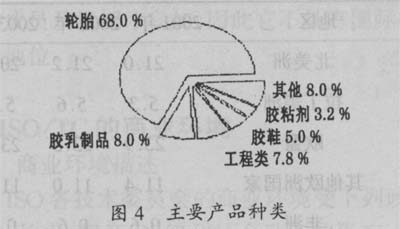 轮胎 68.0 %
其他 8.0 %
胶粘剂 3.2 %
胶鞋 5.0 %
工程类 7.8 %
胶乳制品 8.0 %
图 4 主要产品种类